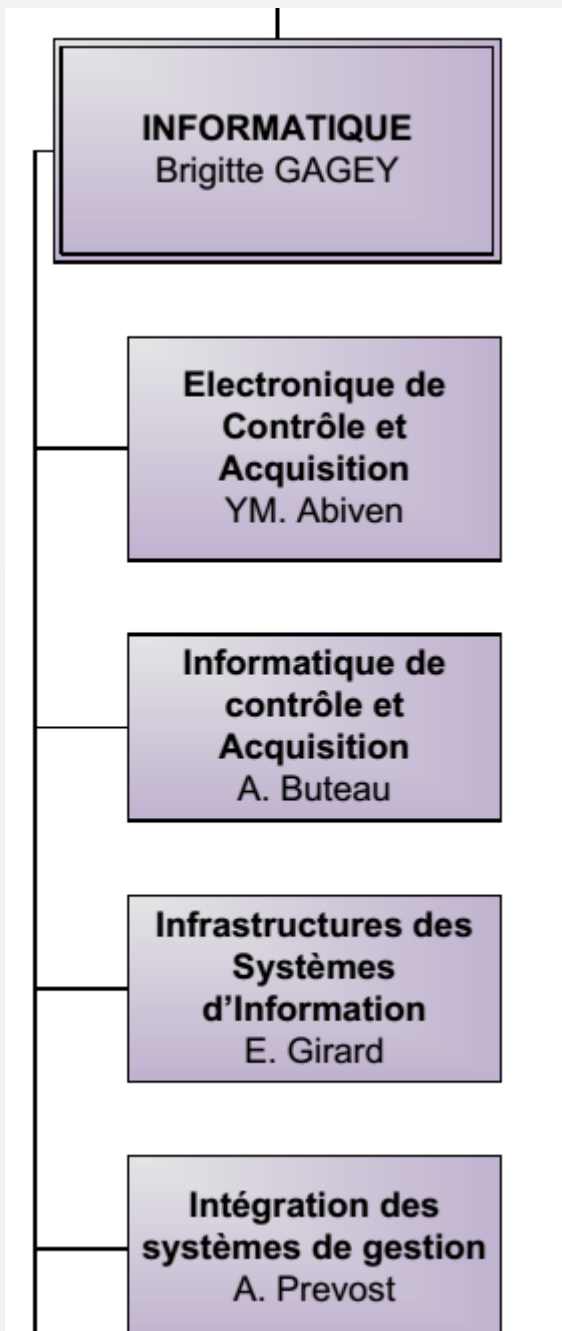 INFORMATIQUE
Brigitte GAGEY
Electronique de
Contrôle et
Acquisition
YM. Abiven
Informatique de
contrôle et
Acquisition
A. Buteau
Infrastructures des
Systèmes
d’Information
E. Girard
Intégration des
systèmes de gestion
A. Prevost